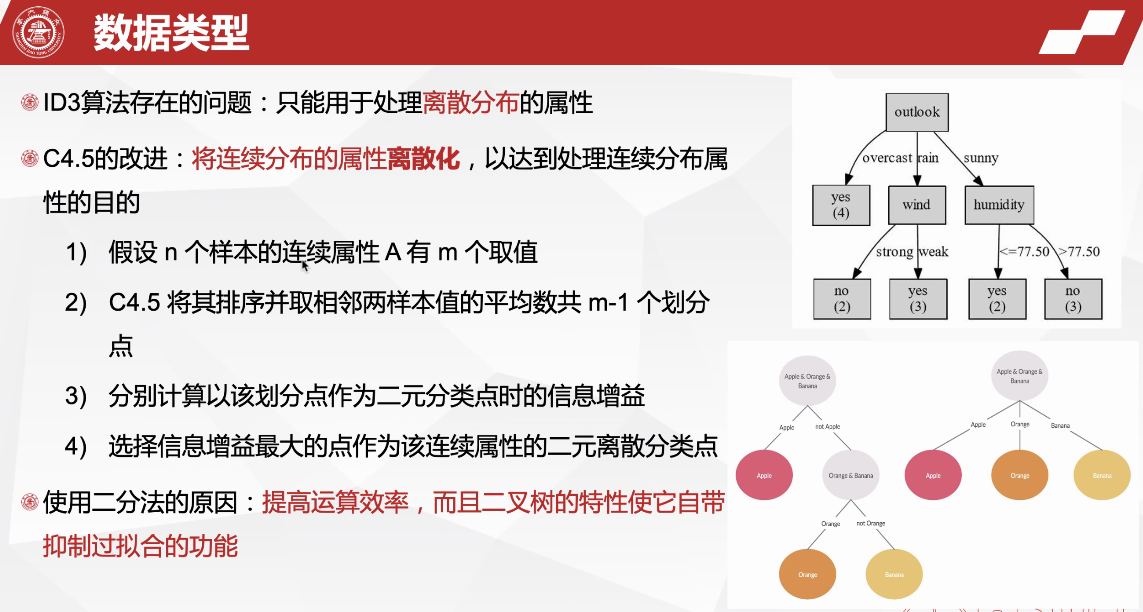 数据类型
ID3算法存在的问题：只能用于处理离散分布的属性
C4.5的改进：将连续分布的属性离散化，以达到处理连续分布属
性的目的
1) 假设 n 个样本的连续属性 A 有 m 个取值
2) C4.5 将其排序并取相邻两样本值的平均数共 m-1 个划分
点
3) 分别计算以该划分点作为二元分类点时的信息增益
4) 选择信息增益最大的点作为该连续属性的二元离散分类点
使用二分法的原因：提高运算效率，而且二叉树的特性使它自带
抑制过拟合的功能
outlook
overcast rain sunny
yes
(4)
wind
humidity
strong weak
<=77.50 >77.50
no
(2)
yes
(3)
yes
(2)
no
(3)
Apple & Orange &
Banana
Apple
not Apple
Apple
Orange & Banana
Orange
not Orange
Orange
Banana
Apple & Orange &
Banana
Apple
Orange
Banana
Apple
Orange
Banana